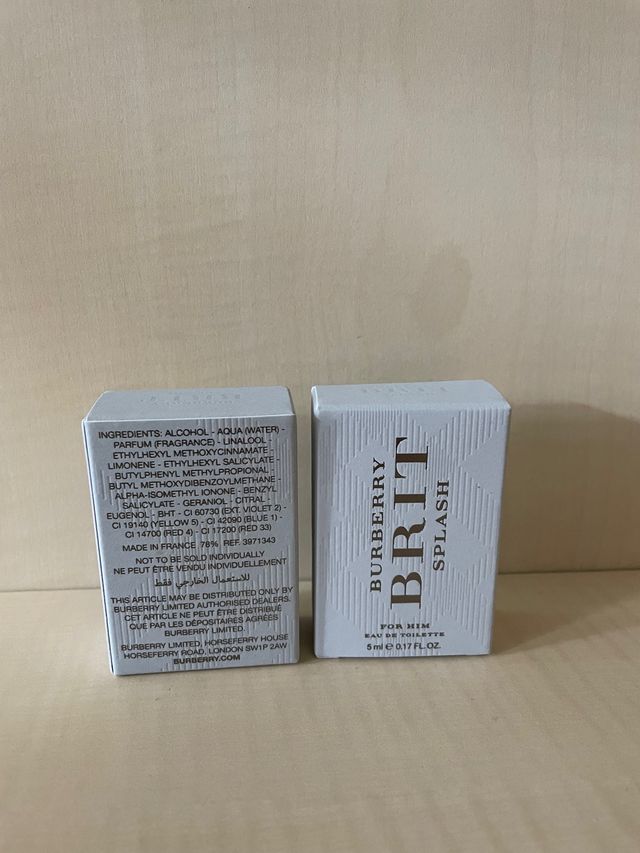 INGREDIENTS: ALCOHOL - AQUA (WATER) -
PARFUM (FRAGRANCE) - LINALOOL -
ETHYLHEXYL METHOXYCINNAMATE -
LIMONENE - ETHYLHEXYL SALICYLATE -
BUTYLPHENYL METHYLPROPIONAL -
BUTYL METHOXYDIBENZOYLMETHANE -
ALPHA-ISOMETHYL IONONE - BENZYL
SALICYLATE - GERANIOL - CITRAL -
EUGENOL - BHT - CI 60730 (EXT. VIOLET 2) -
CI 19140 (YELLOW 5) - CI 42090 (BLUE 1) -
CI 14700 (RED 4) - CI 17200 (RED 33)
MADE IN FRANCE 78% REF. 3971343
NOT TO BE SOLD INDIVIDUALLY
NE PEUT ÊTRE VENDU INDIVIDUELLEMENT
للاستعمال الخارجي فقط
THIS ARTICLE MAY BE DISTRIBUTED ONLY BY
BURBERRY LIMITED AUTHORISED DEALERS.
CET ARTICLE NE PEUT ÊTRE DISTRIBUÉ
QUE PAR LES DÉPOSITAIRES AGRÉÉS
BURBERRY LIMITED.
BURBERRY LIMITED, HORSEFERRY HOUSE
HORSEFERRY ROAD, LONDON SW1P 2AW
BURBERRY.COM
BURBERRY
BRIT
SPLASH
FOR HIM
EAU DE TOILETTE
5 ml ℮ 0.17 FL.OZ.